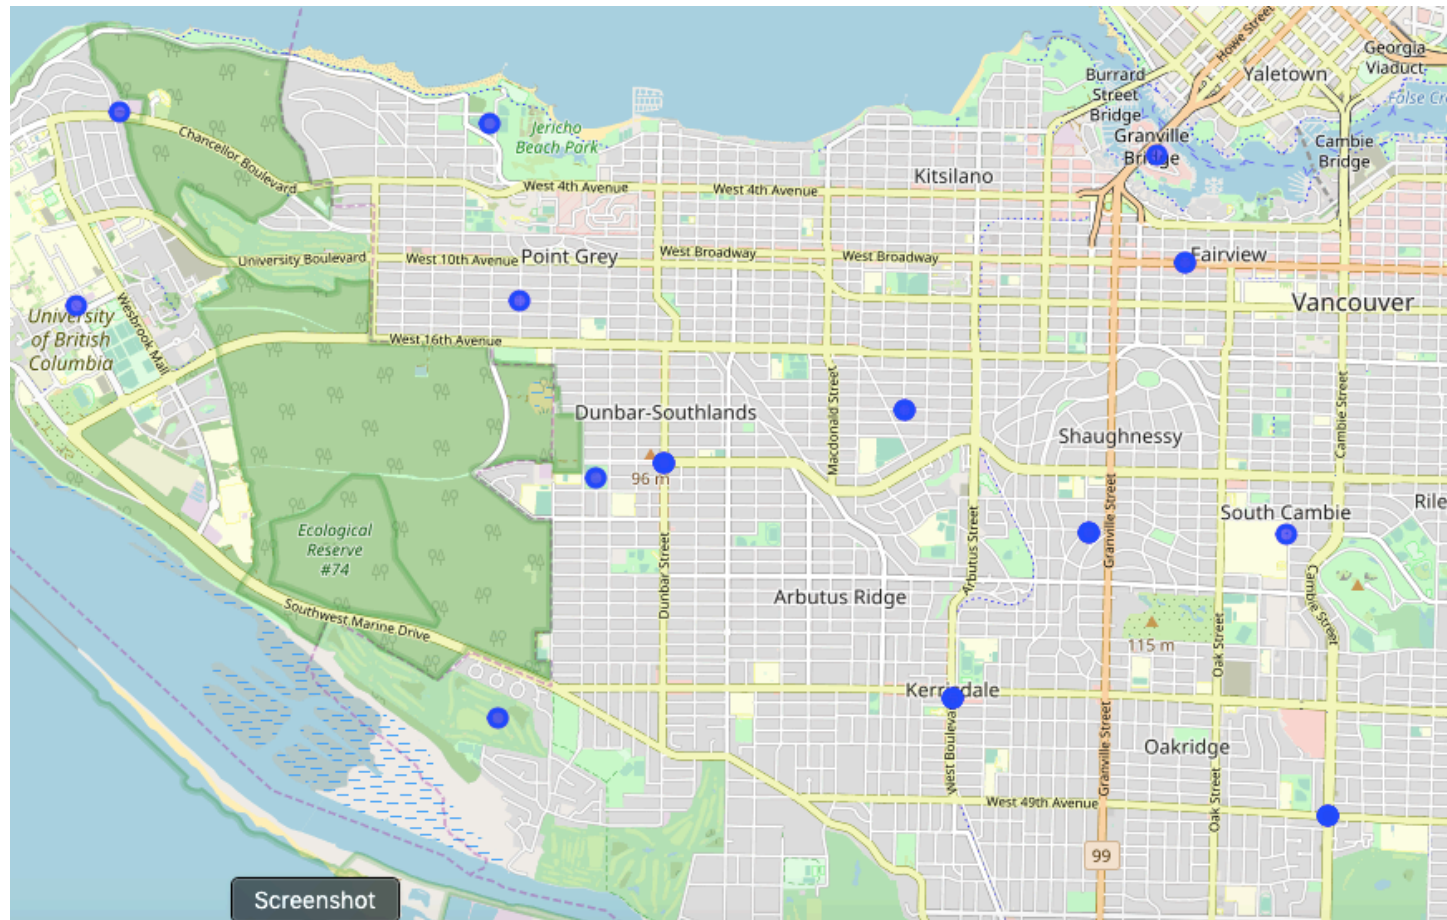 Howe Street
Georgia
Viaduct
Yaletown
Burrard
Street
Bridge
False Cr
Granville
Bridge
Cambie
Bridge
Jericho
Beach Park
Chancellor Boulevard
West 4th Avenue
West 4th Avenue
Kitsilano
University Boulevard
West 10th Avenue
Point Grey
West Broadway
West Broadway
Fairview
Vancouver
University
of British
Columbia
Wesbrook Mall
West 16th Avenue
Dunbar-Southlands
Macdonald Street
Shaughnessy
Cambie Street
96 m
Granville Street
South Cambie
Rile
Ecological
Reserve
#74
Dunbar Street
Arbutus Street
Arbutus Ridge
Cambie Street
Southwest Marine Drive
115 m
Oak Street
Kerrisdale
West Boulevar
Granville Street
Oakridge
Oak Street
West 49th Avenue
99
Screenshot